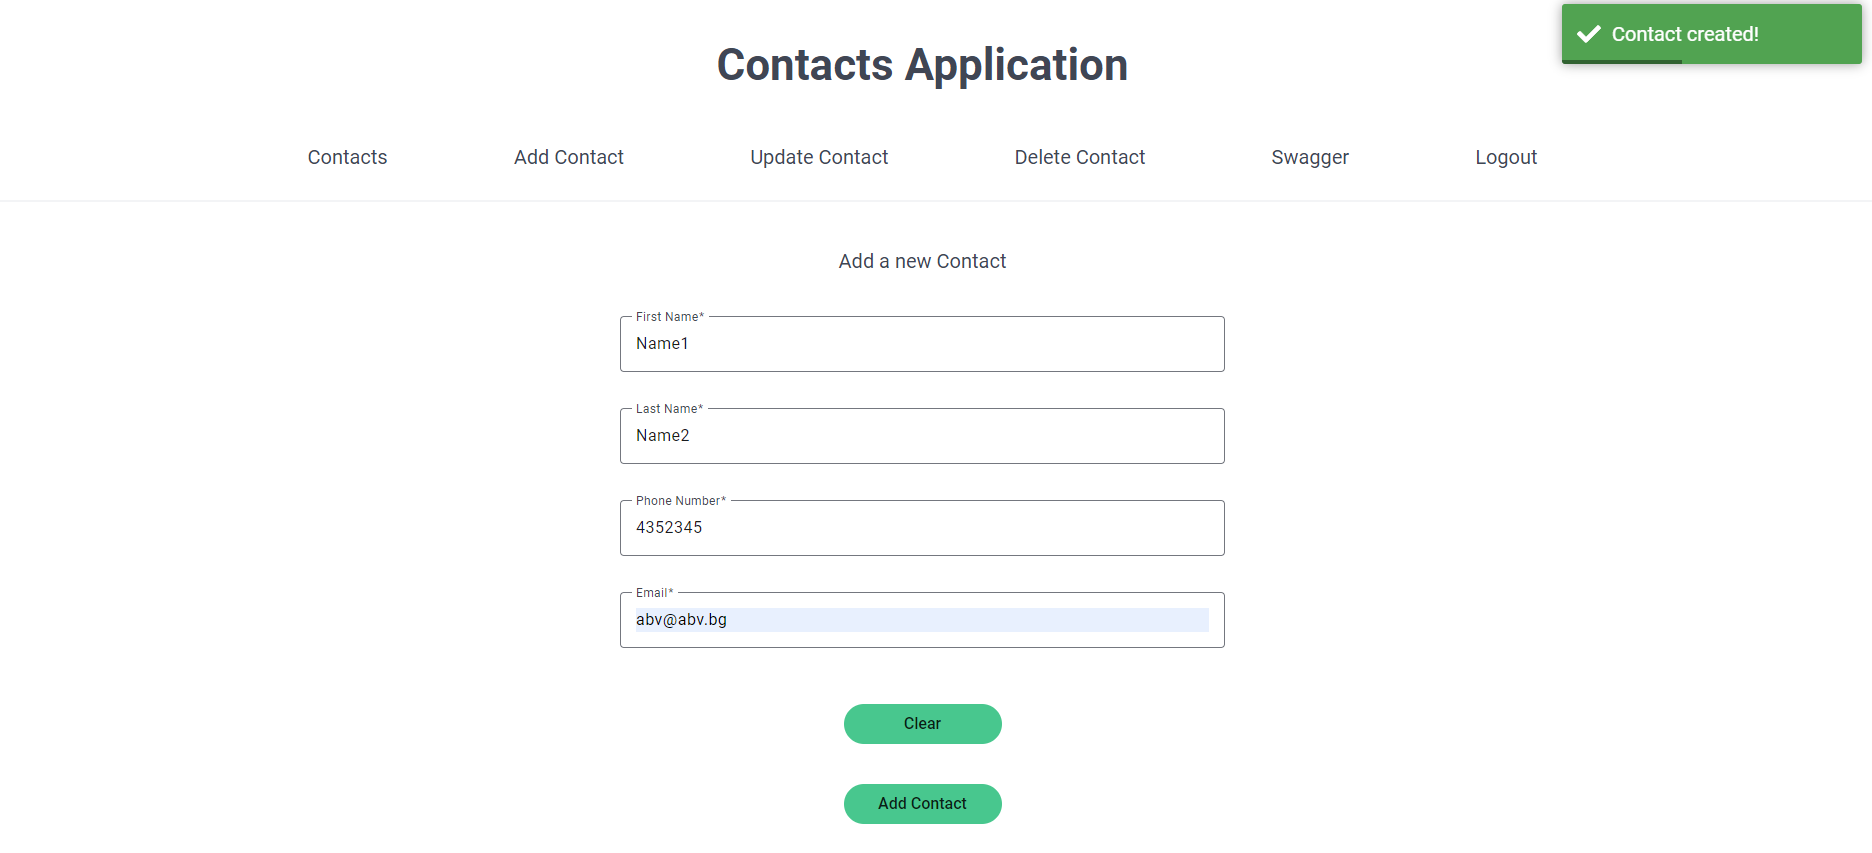 Contact created!
Contacts Application
Contacts Add Contact Update Contact Delete Contact Swagger Logout
Add a new Contact
First Name*
Name1
Last Name*
Name2
Phone Number*
4352345
Email*
abv@abv.bg
Clear
Add Contact